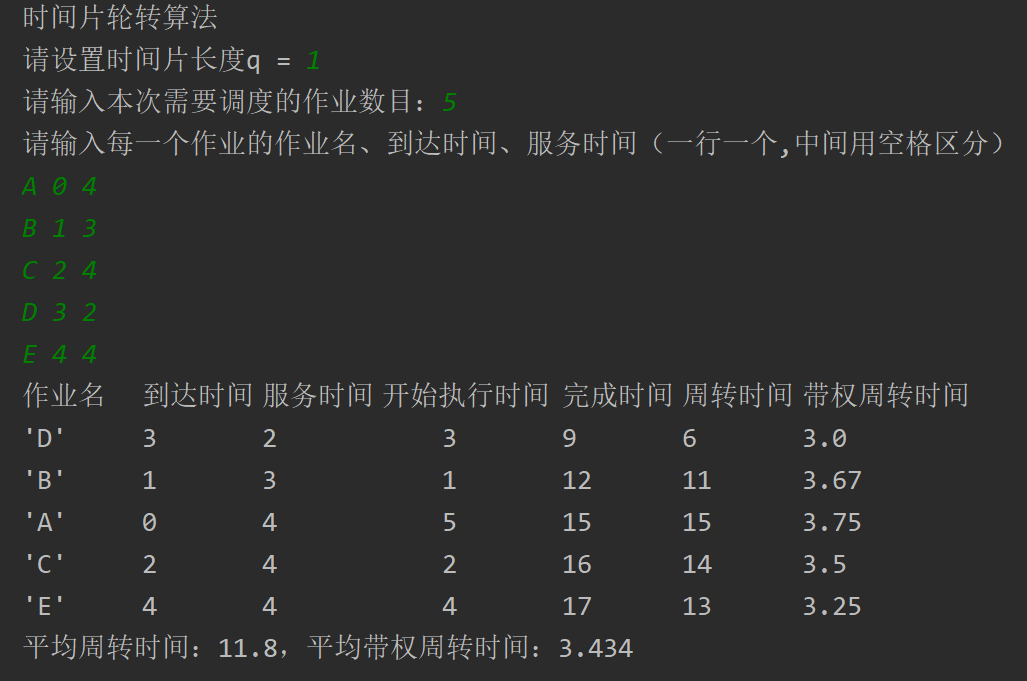 时间片轮转算法
请设置时间片长度q = 1
请输入本次需要调度的作业数目：5
请输入每一个作业的作业名、到达时间、服务时间（一行一个,中间用空格区分）
A 0 4
B 1 3
C 2 4
D 3 2
E 4 4
作业名 到达时间 服务时间 开始执行时间 完成时间 周转时间 带权周转时间
'D' 3 2 3 9 6 3.0
'B' 1 3 1 12 11 3.67
'A' 0 4 5 15 15 3.75
'C' 2 4 2 16 14 3.5
'E' 4 4 4 17 13 3.25
平均周转时间：11.8，平均带权周转时间：3.434